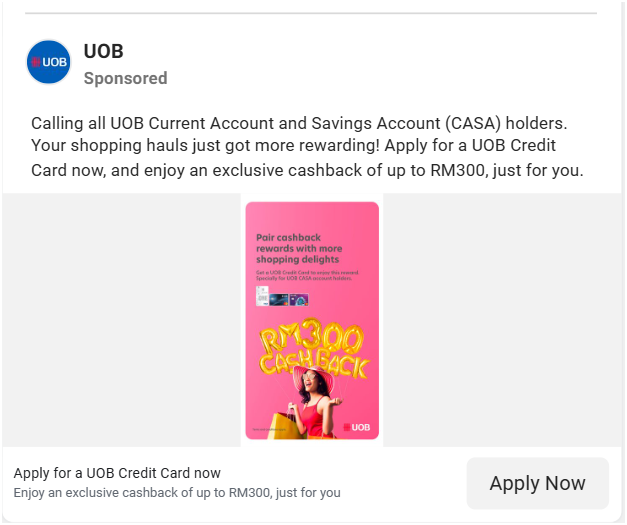 UOB
UOB
Sponsored
Calling all UOB Current Account and Savings Account (CASA) holders.
Your shopping hauls just got more rewarding! Apply for a UOB Credit
Card now, and enjoy an exclusive cashback of up to RM300, just for you.
Pair cashback
rewards with more
shopping delights
Get a UOB Credit Card to enjoy this reward.
Specially for UOB CASA account holders.
RM300
CASHBACK
UOB
Apply for a UOB Credit Card now
Enjoy an exclusive cashback of up to RM300, just for you
Apply Now